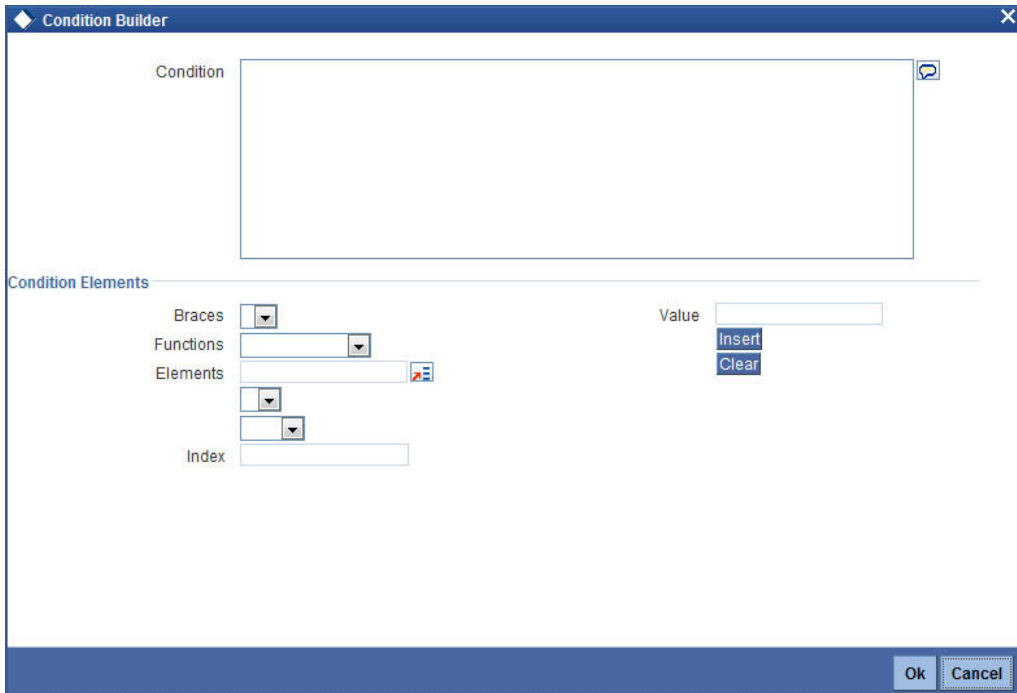 Condition Builder
Condition
Condition Elements
Braces
Value
Functions
Insert
Elements
Clear
Index
Ok
Cancel